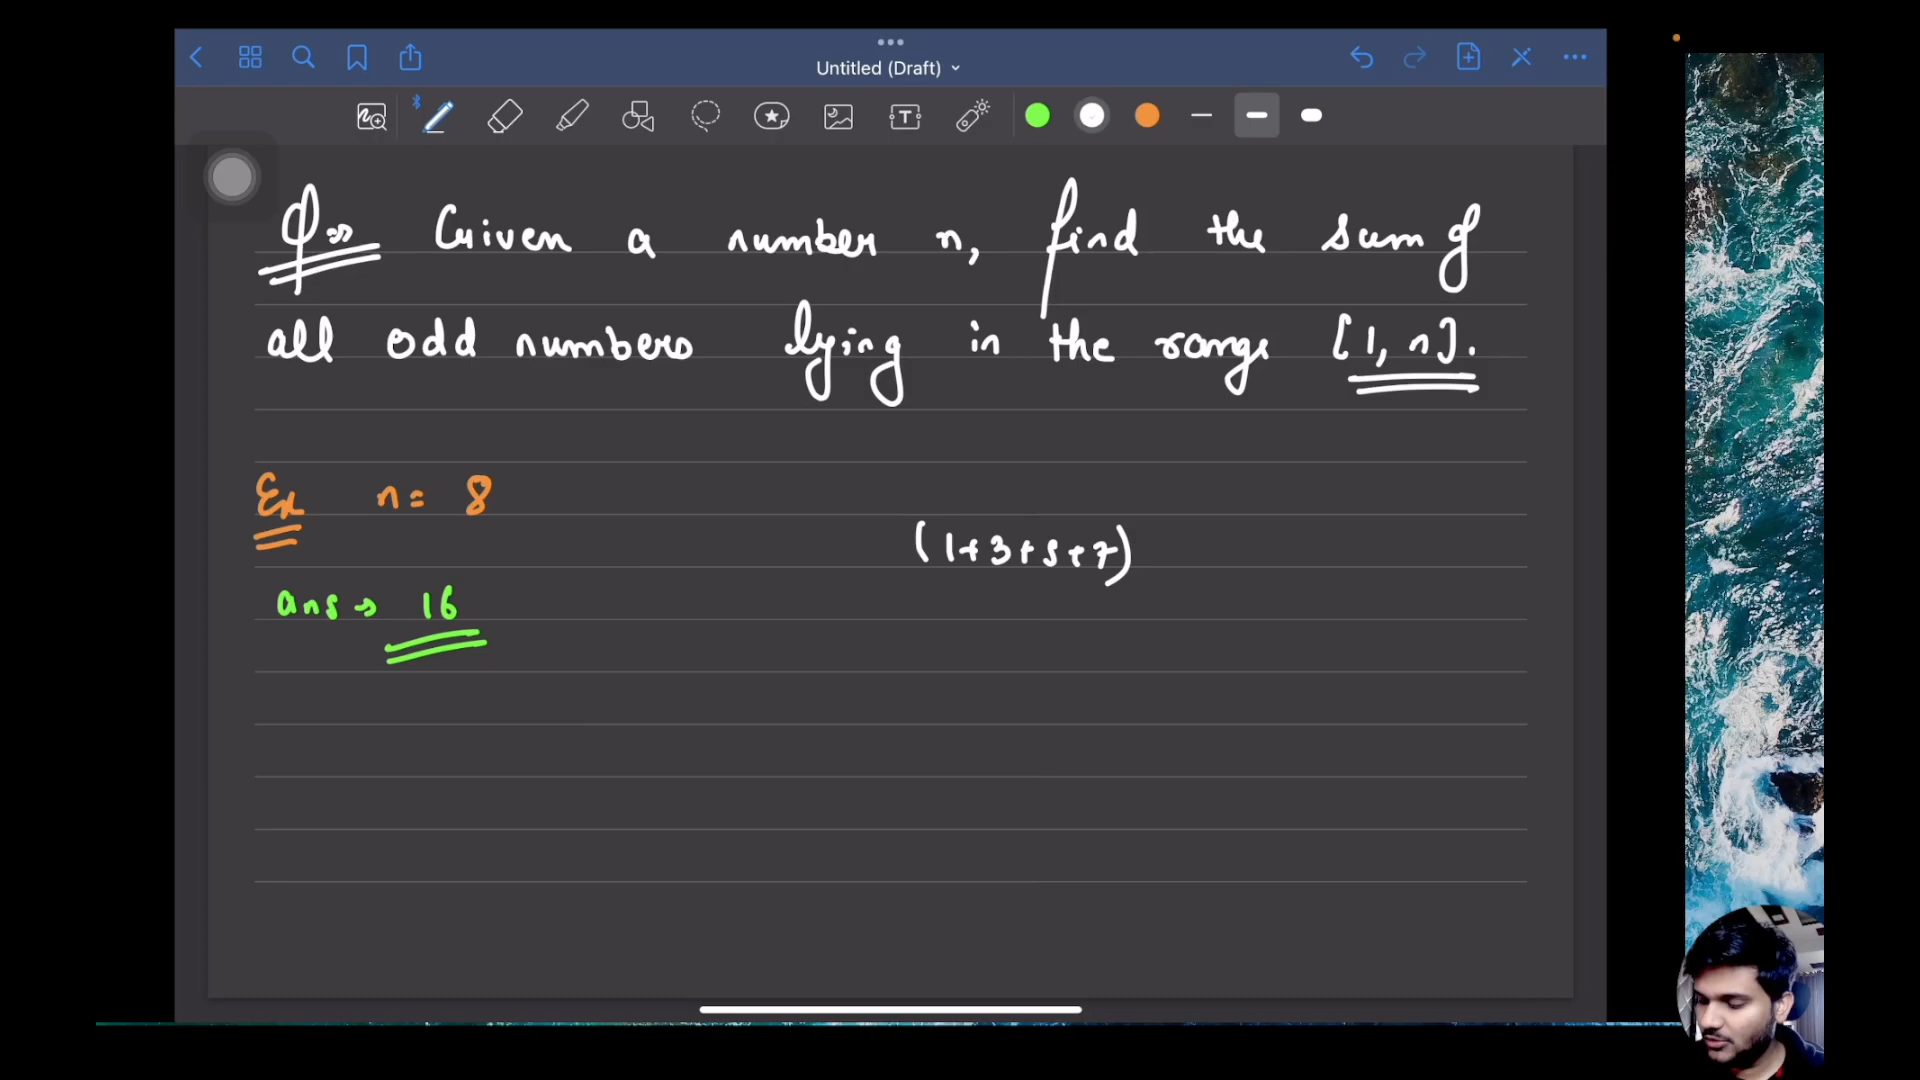 Untitled (Draft)
Q→ Given a number n, find the sum of
all odd numbers lying in the range [1, n].
Ex n = 8
(1+3+5+7)
ans → 16